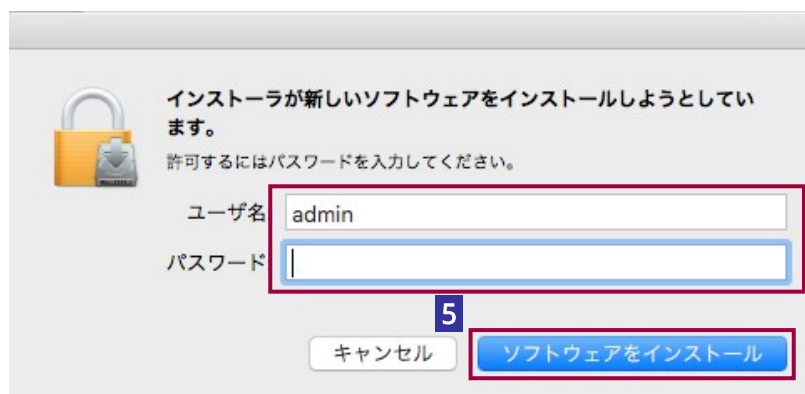 インストーラが新しいソフトウェアをインストールしようとしてい
ます。
許可するにはパスワードを入力してください。
ユーザ名: admin
パスワード:
5
キャンセル ソフトウェアをインストール